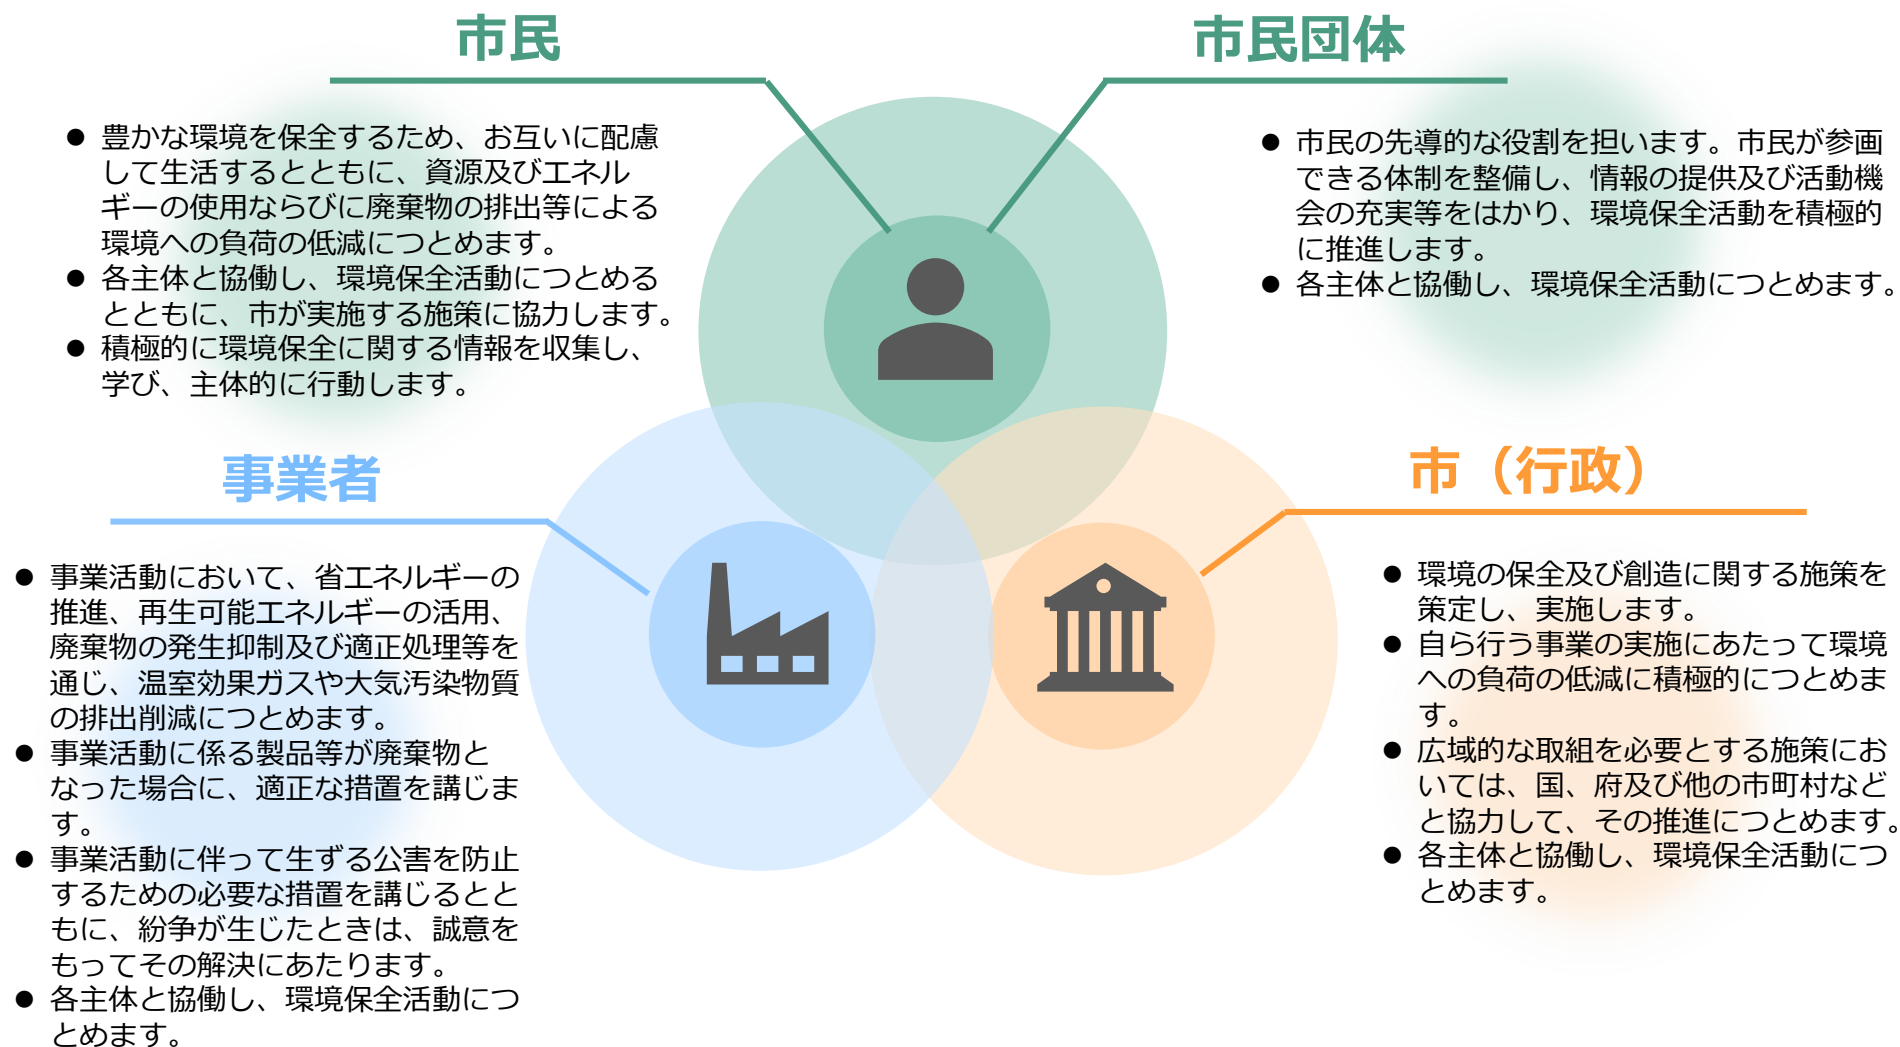 市民
● 豊かな環境を保全するため、お互いに配慮
して生活するとともに、資源及びエネル
ギーの使用ならびに廃棄物の排出等による
環境への負荷の低減につとめます。
● 各主体と協働し、環境保全活動につとめる
とともに、市が実施する施策に協力します。
● 積極的に環境保全に関する情報を収集し、
学び、主体的に行動します。
市民団体
● 市民の先導的な役割を担います。市民が参画
できる体制を整備し、情報の提供及び活動機
会の充実等をはかり、環境保全活動を積極的
に推進します。
● 各主体と協働し、環境保全活動につとめます。
事業者
● 事業活動において、省エネルギーの
推進、再生可能エネルギーの活用、
廃棄物の発生抑制及び適正処理等を
通じ、温室効果ガスや大気汚染物質
の排出削減につとめます。
● 事業活動に係る製品等が廃棄物と
なった場合に、適正な措置を講じま
す。
● 事業活動に伴って生ずる公害を防止
するための必要な措置を講じるとと
もに、紛争が生じたときは、誠意を
もってその解決にあたります。
● 各主体と協働し、環境保全活動につ
とめます。
市（行政）
● 環境の保全及び創造に関する施策を
策定し、実施します。
● 自ら行う事業の実施にあたって環境
への負荷の低減に積極的につとめま
す。
● 広域的な取組を必要とする施策にお
いては、国、府及び他の市町村など
と協力して、その推進につとめます。
● 各主体と協働し、環境保全活動につ
とめます。